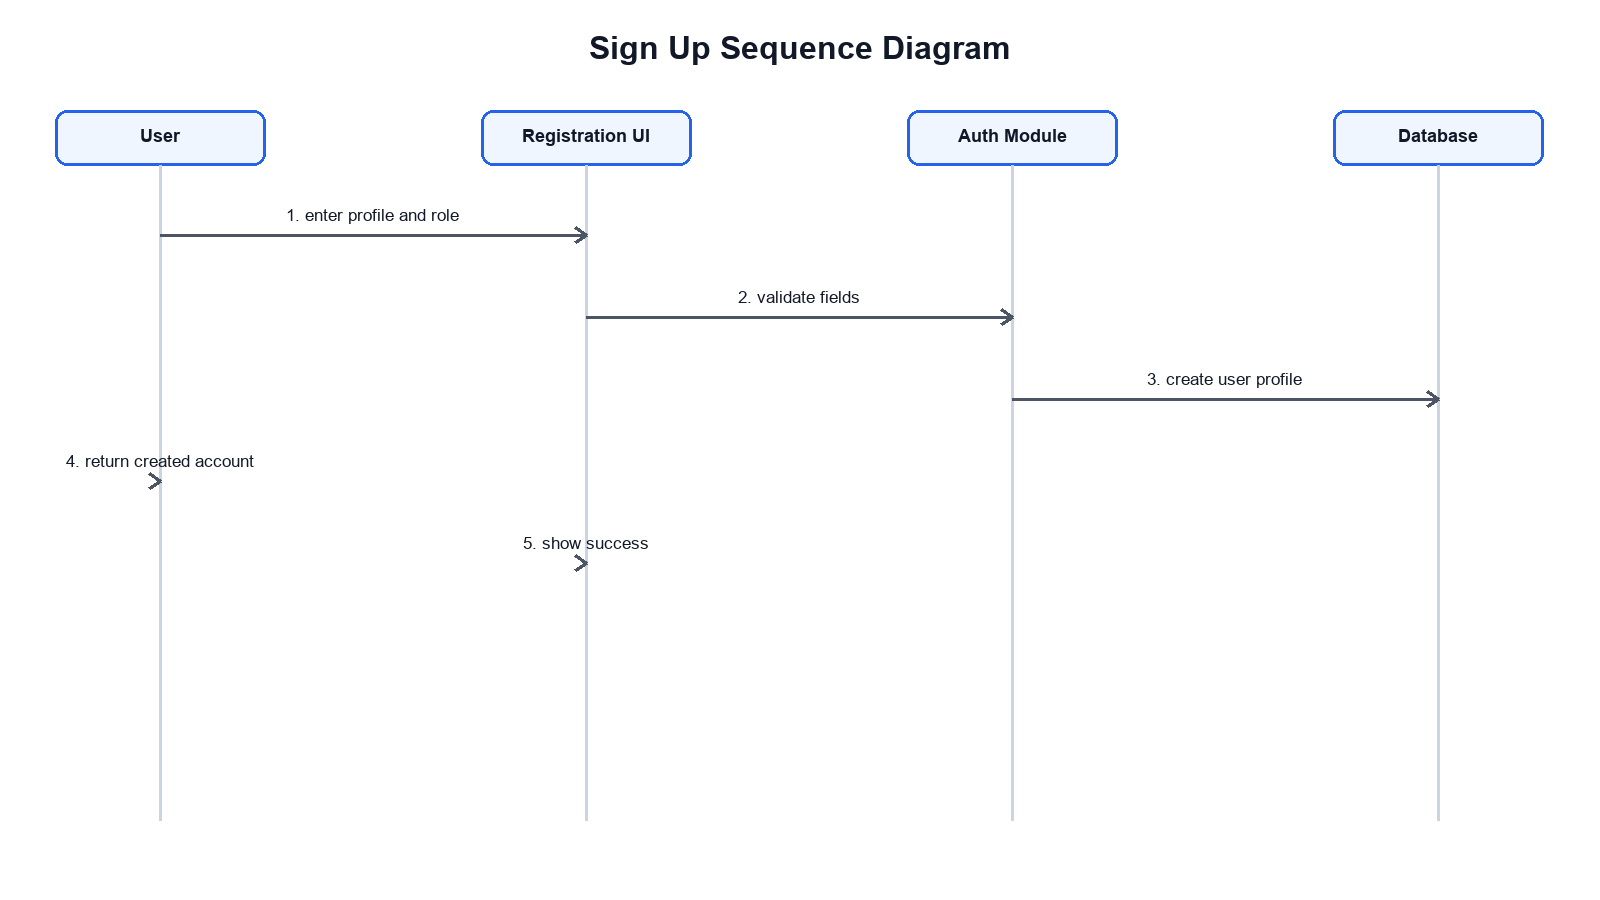 Sign Up Sequence Diagram
User
Registration UI
Auth Module
Database
1. enter profile and role
2. validate fields
3. create user profile
4. return created account
5. show success